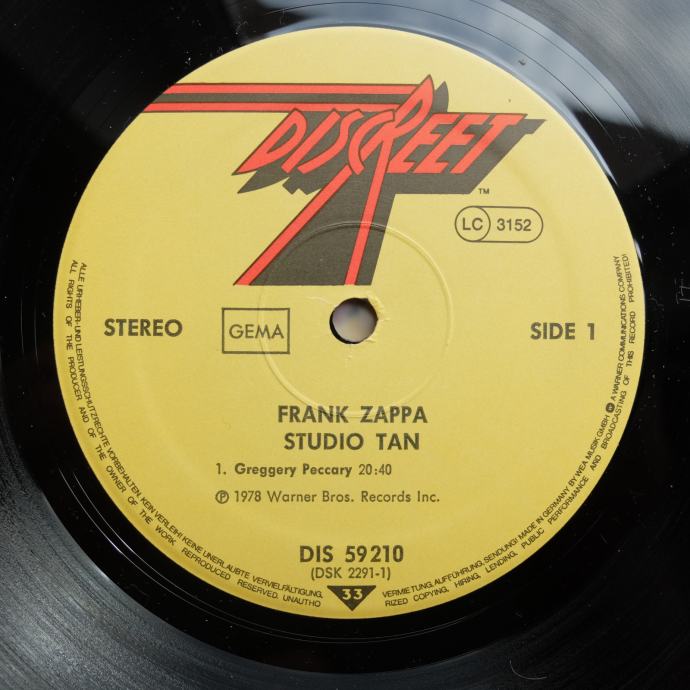 DISCREET
TM
LC 3152
STEREO
GEMA
SIDE 1
FRANK ZAPPA
STUDIO TAN
1. Greggery Peccary 20:40
Ⓟ 1978 Warner Bros. Records Inc.
DIS 59210
(DSK 2291-1)
33
ALLE URHEBER-UND LEISTUNGSSCHUTZRECHTE VORBEHALTEN. KEIN VERLEIH! KEINE UNERLAUBTE VERVIELFÄLTIGUNG, VERMIETUNG, AUFFÜHRUNG, SENDUNG! MADE IN GERMANY BY WEA MUSIK GMBH A WARNER COMMUNICATIONS COMPANY
ALL RIGHTS OF THE PRODUCER AND OF THE OWNER OF THE WORK REPRODUCED RESERVED. UNAUTHORIZED COPYING, HIRING, LENDING, PUBLIC PERFORMANCE AND BROADCASTING OF THIS RECORD PROHIBITED!